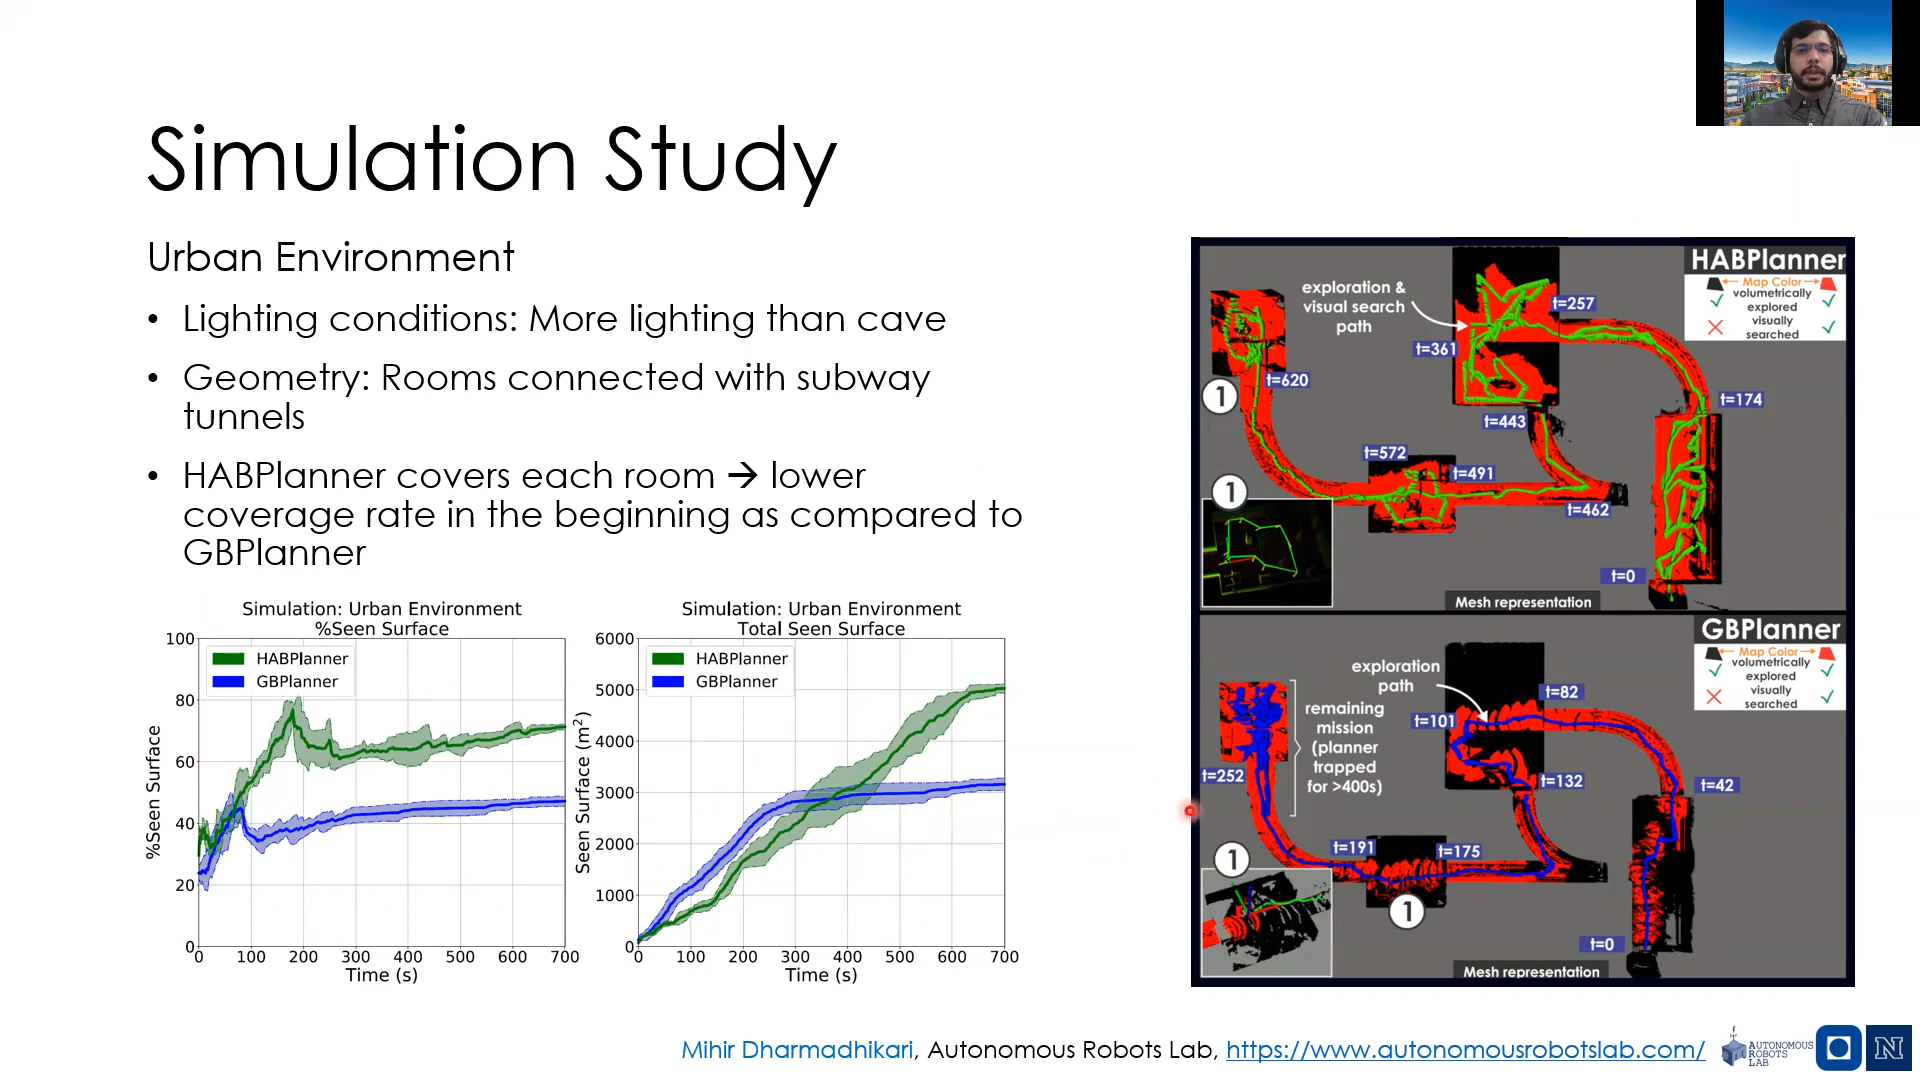 Simulation Study
Urban Environment
• Lighting conditions: More lighting than cave
• Geometry: Rooms connected with subway
tunnels
• HABPlanner covers each room → lower
coverage rate in the beginning as compared to
GBPlanner
Simulation: Urban Environment
%Seen Surface
100
80
60
40
20
0
%Seen Surface
HABPlanner
GBPlanner
0 100 200 300 400 500 600 700
Time (s)
Simulation: Urban Environment
Total Seen Surface
6000
5000
4000
3000
2000
1000
0
Seen Surface (m²)
HABPlanner
GBPlanner
0 100 200 300 400 500 600 700
Time (s)
HABPlanner
Map Color
volumetrically
explored
visually
searched
exploration &
visual search
path
t=257
t=361
t=620
t=174
1
t=443
t=572
t=491
1
t=462
t=0
Mesh representation
GBPlanner
Map Color
volumetrically
explored
visually
searched
exploration
path
t=82
remaining
mission
(planner
trapped
for >400s)
t=101
t=252
t=132
t=42
t=191
t=175
1
1
t=0
Mesh representation
Mihir Dharmadhikari, Autonomous Robots Lab, https://www.autonomousrobotslab.com/
AUTONOMOUS
ROBOTS
LAB
N